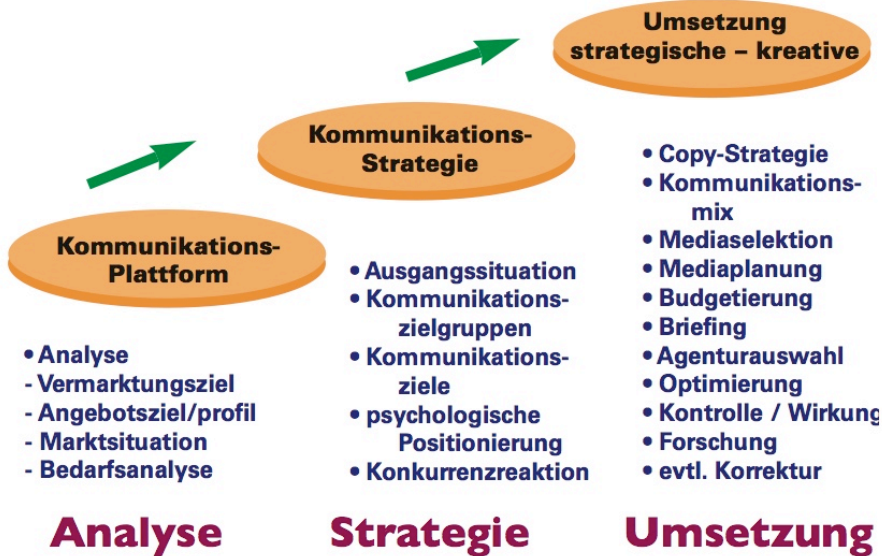 Umsetzung
strategische – kreative
Kommunikations-
Strategie
Kommunikations-
Plattform
• Analyse
- Vermarktungsziel
- Angebotsziel/profil
- Marktsituation
- Bedarfsanalyse
• Ausgangssituation
• Kommunikations-
zielgruppen
• Kommunikations-
ziele
• psychologische
Positionierung
• Konkurrenzreaktion
• Copy-Strategie
• Kommunikations-
mix
• Mediaselektion
• Mediaplanung
• Budgetierung
• Briefing
• Agenturauswahl
• Optimierung
• Kontrolle / Wirkung
• Forschung
• evtl. Korrektur
Analyse
Strategie
Umsetzung